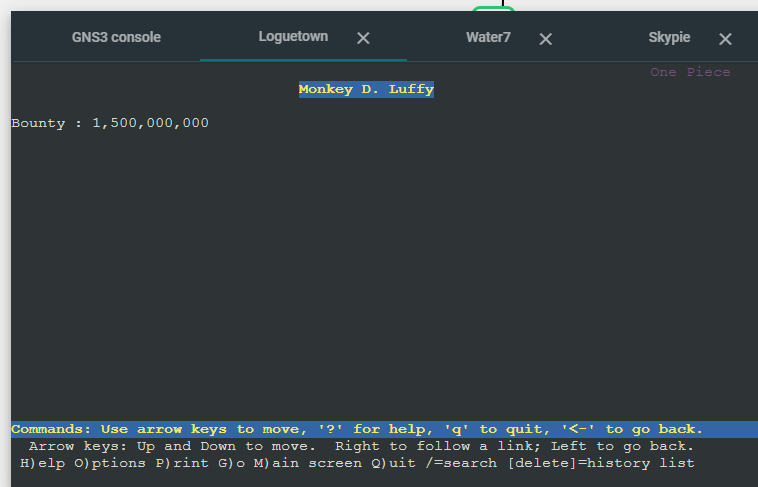 GNS3 console Loguetown × Water7 × Skypie ×
One Piece
Monkey D. Luffy
Bounty : 1,500,000,000
Commands: Use arrow keys to move, '?' for help, 'q' to quit, '<-' to go back.
Arrow keys: Up and Down to move. Right to follow a link; Left to go back.
H)elp O)ptions P)rint G)o M)ain screen Q)uit /=search [delete]=history list